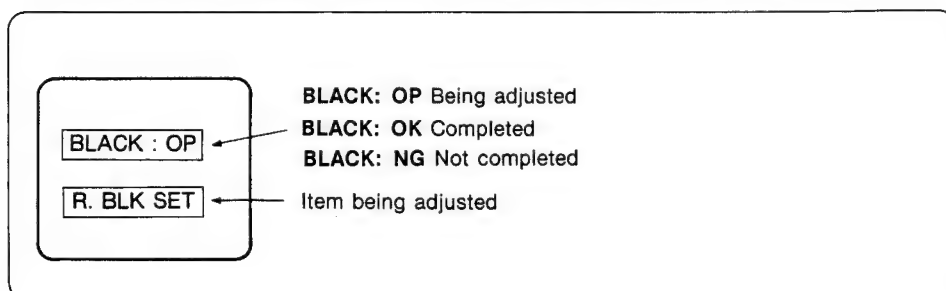 BLACK: OP Being adjusted
BLACK : OP
BLACK: OK Completed
BLACK: NG Not completed
R. BLK SET
Item being adjusted